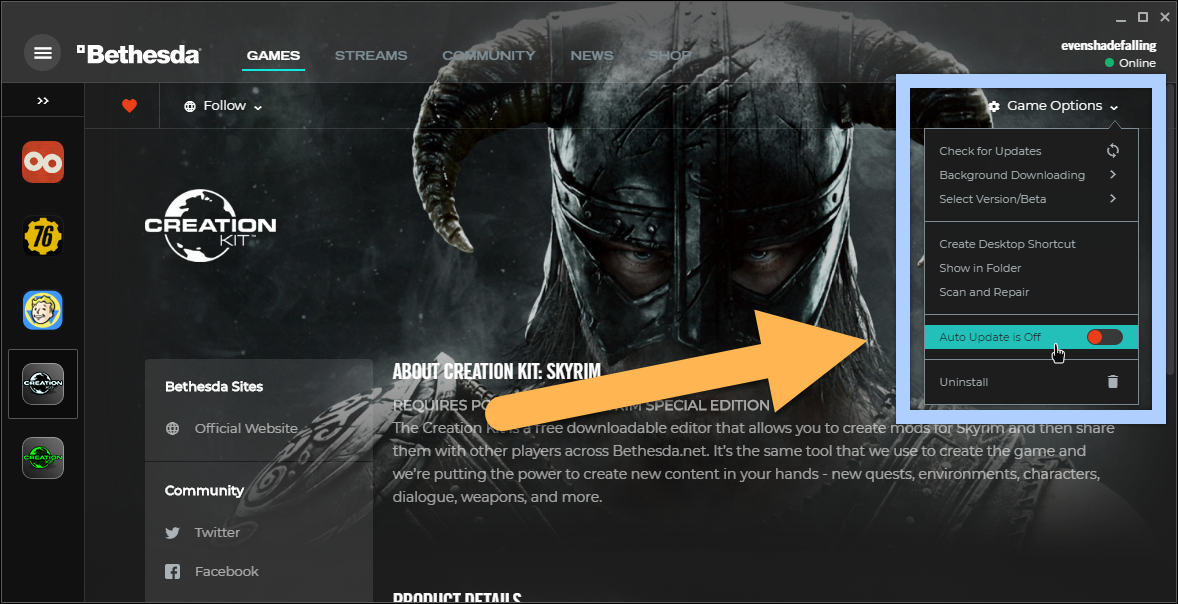 Bethesda
GAMES
STREAMS
COMMUNITY
NEWS
SHOP
evenshadefalling
Online
Follow
Game Options
Check for Updates
Background Downloading
Select Version/Beta
Create Desktop Shortcut
Show in Folder
Scan and Repair
Auto Update is Off
Uninstall
76
CREATION
KIT™
CREATION
CREATION
Bethesda Sites
Official Website
Community
Twitter
Facebook
ABOUT CREATION KIT: SKYRIM
REQUIRES SPECIAL EDITION
The Creation Kit is a free downloadable editor that allows you to create mods for Skyrim and then share
them with other players across Bethesda.net. It's the same tool that we use to create the game and
we're putting the power to create new content in your hands - new quests, environments, characters,
dialogue, weapons, and more.
PRODUCT DETAILS